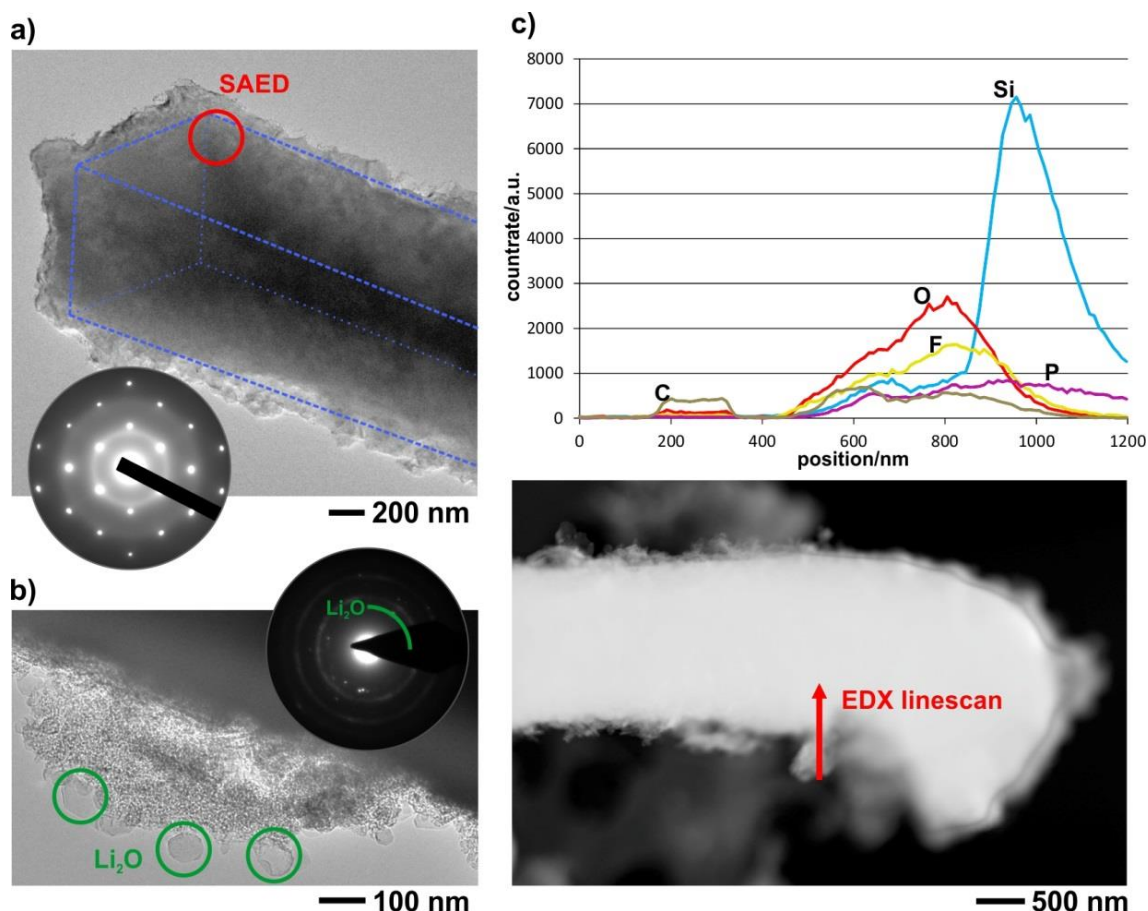 a)
SAED
200 nm
b)
Li₂O
Li₂O
100 nm
c)
8000
7000
6000
5000
4000
3000
2000
1000
0
countrate/a.u.
Si
O
F
P
C
0 200 400 600 800 1000 1200
position/nm
EDX linescan
500 nm